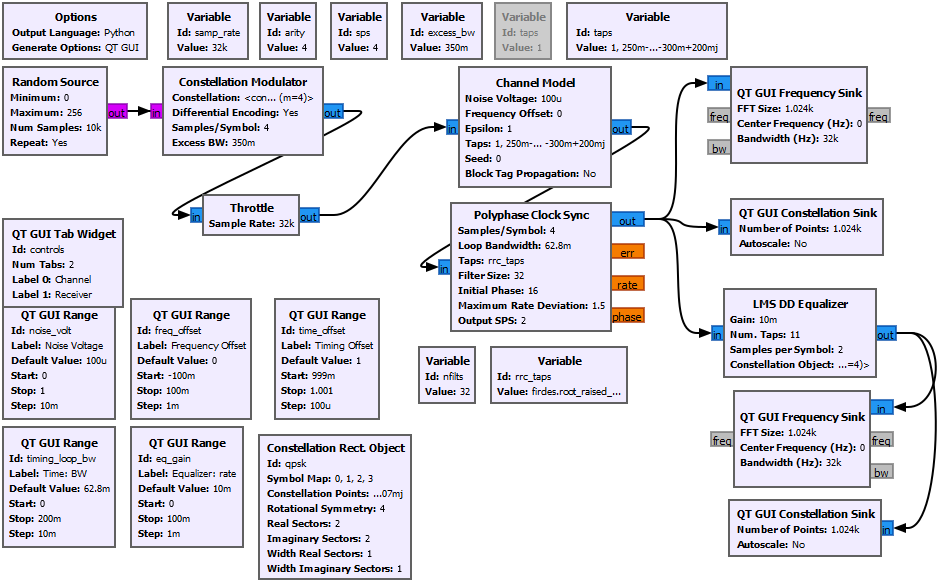 Options
Output Language: Python
Generate Options: QT GUI
Variable
Id: samp_rate
Value: 32k
Variable
Id: arity
Value: 4
Variable
Id: sps
Value: 4
Variable
Id: excess_bw
Value: 350m
Variable
Id: taps
Value: 1
Variable
Id: taps
Value: 1, 250m-...-300m+200mj
Random Source
Minimum: 0
Maximum: 256
Num Samples: 10k
Repeat: Yes
out
in
Constellation Modulator
Constellation: <con... (m=4)>
Differential Encoding: Yes
Samples/Symbol: 4
Excess BW: 350m
out
in
Throttle
Sample Rate: 32k
out
in
Channel Model
Noise Voltage: 100u
Frequency Offset: 0
Epsilon: 1
Taps: 1, 250m-... -300m+200mj
Seed: 0
Block Tag Propagation: No
out
in
Polyphase Clock Sync
Samples/Symbol: 4
Loop Bandwidth: 62.8m
Taps: rrc_taps
Filter Size: 32
Initial Phase: 16
Maximum Rate Deviation: 1.5
Output SPS: 2
out
err
rate
phase
in
freq
bw
QT GUI Frequency Sink
FFT Size: 1.024k
Center Frequency (Hz): 0
Bandwidth (Hz): 32k
freq
in
QT GUI Constellation Sink
Number of Points: 1.024k
Autoscale: No
in
LMS DD Equalizer
Gain: 10m
Num. Taps: 11
Samples per Symbol: 2
Constellation Object: ...=4)>
out
freq
QT GUI Frequency Sink
FFT Size: 1.024k
Center Frequency (Hz): 0
Bandwidth (Hz): 32k
in
freq
bw
QT GUI Constellation Sink
Number of Points: 1.024k
Autoscale: No
in
QT GUI Tab Widget
Id: controls
Num Tabs: 2
Label 0: Channel
Label 1: Receiver
QT GUI Range
Id: noise_volt
Label: Noise Voltage
Default Value: 100u
Start: 0
Stop: 1
Step: 10m
QT GUI Range
Id: freq_offset
Label: Frequency Offset
Default Value: 0
Start: -100m
Stop: 100m
Step: 1m
QT GUI Range
Id: time_offset
Label: Timing Offset
Default Value: 1
Start: 999m
Stop: 1.001
Step: 100u
Variable
Id: nfilts
Value: 32
Variable
Id: rrc_taps
Value: firdes.root_raised_...
QT GUI Range
Id: timing_loop_bw
Label: Time: BW
Default Value: 62.8m
Start: 0
Stop: 200m
Step: 10m
QT GUI Range
Id: eq_gain
Label: Equalizer: rate
Default Value: 10m
Start: 0
Stop: 100m
Step: 1m
Constellation Rect. Object
Id: qpsk
Symbol Map: 0, 1, 2, 3
Constellation Points: ...07mj
Rotational Symmetry: 4
Real Sectors: 2
Imaginary Sectors: 2
Width Real Sectors: 1
Width Imaginary Sectors: 1